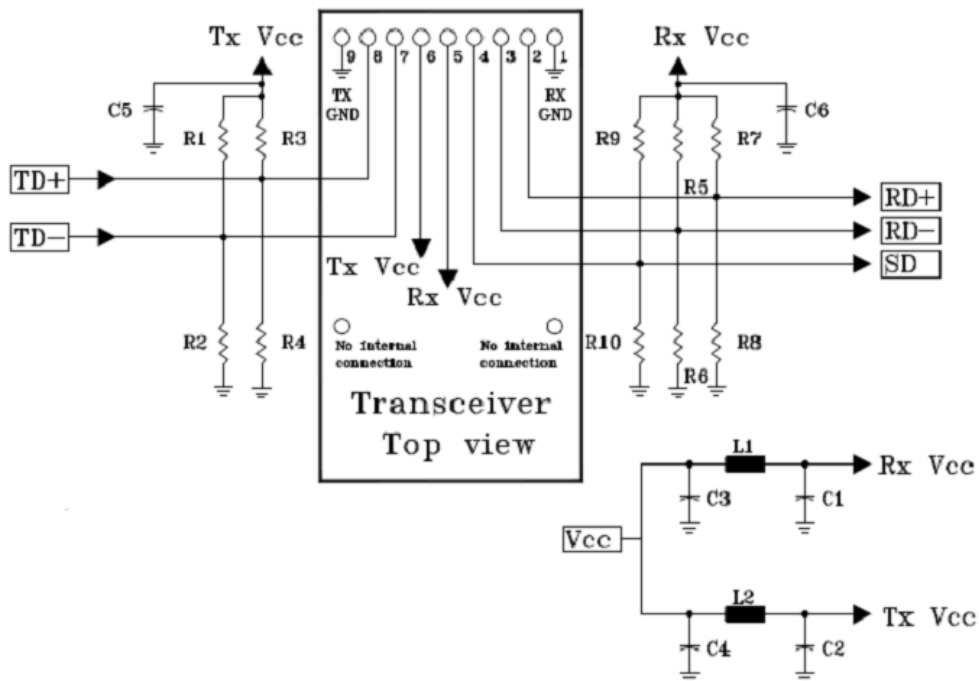 Tx Vcc
Rx Vcc
9 8 7 6 5 4 3 2 1
TX
GND
RX
GND
C5
R1
R3
R9
R7
C6
TD+
R5
RD+
TD-
RD-
SD
Tx Vcc
Rx Vcc
No internal
connection
No internal
connection
R2
R4
R10
R8
R6
Transceiver
Top view
L1
Rx Vcc
C3
C1
Vcc
L2
Tx Vcc
C4
C2